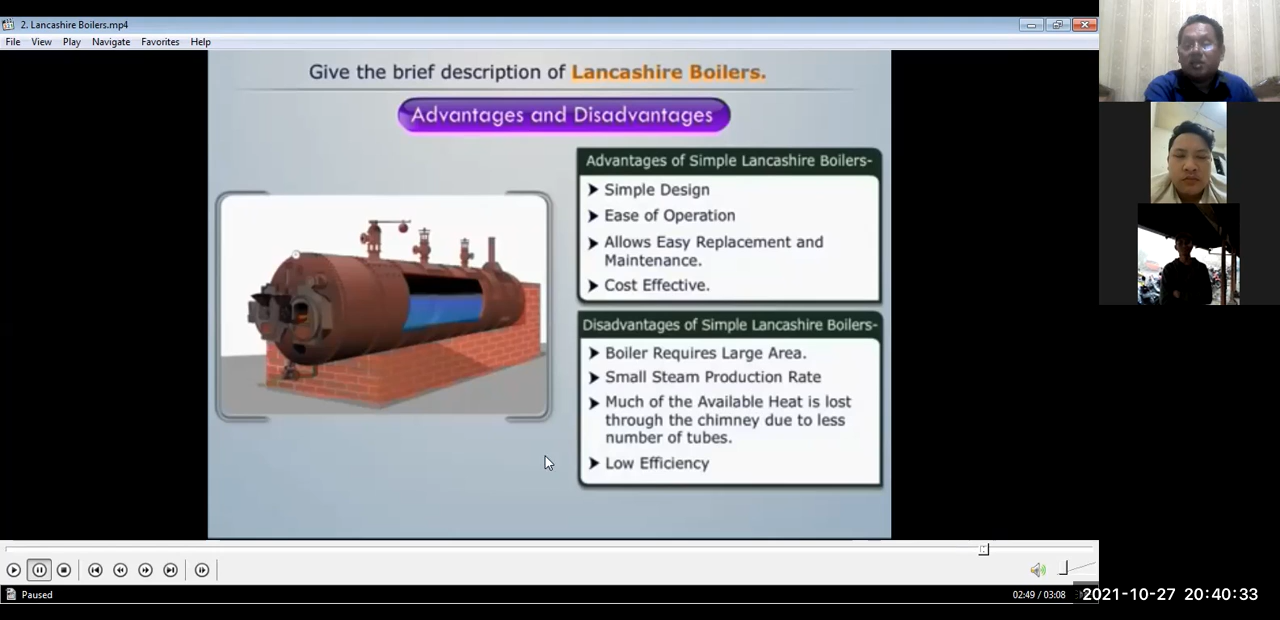 2. Lancashire Boilers.mp4
File View Play Navigate Favorites Help
Give the brief description of Lancashire Boilers.
Advantages and Disadvantages
Advantages of Simple Lancashire Boilers-
Simple Design
Ease of Operation
Allows Easy Replacement and
Maintenance.
Cost Effective.
Disadvantages of Simple Lancashire Boilers-
Boiler Requires Large Area.
Small Steam Production Rate
Much of the Available Heat is lost
through the chimney due to less
number of tubes.
Low Efficiency
Paused
02:49 / 03:08
2021-10-27 20:40:33